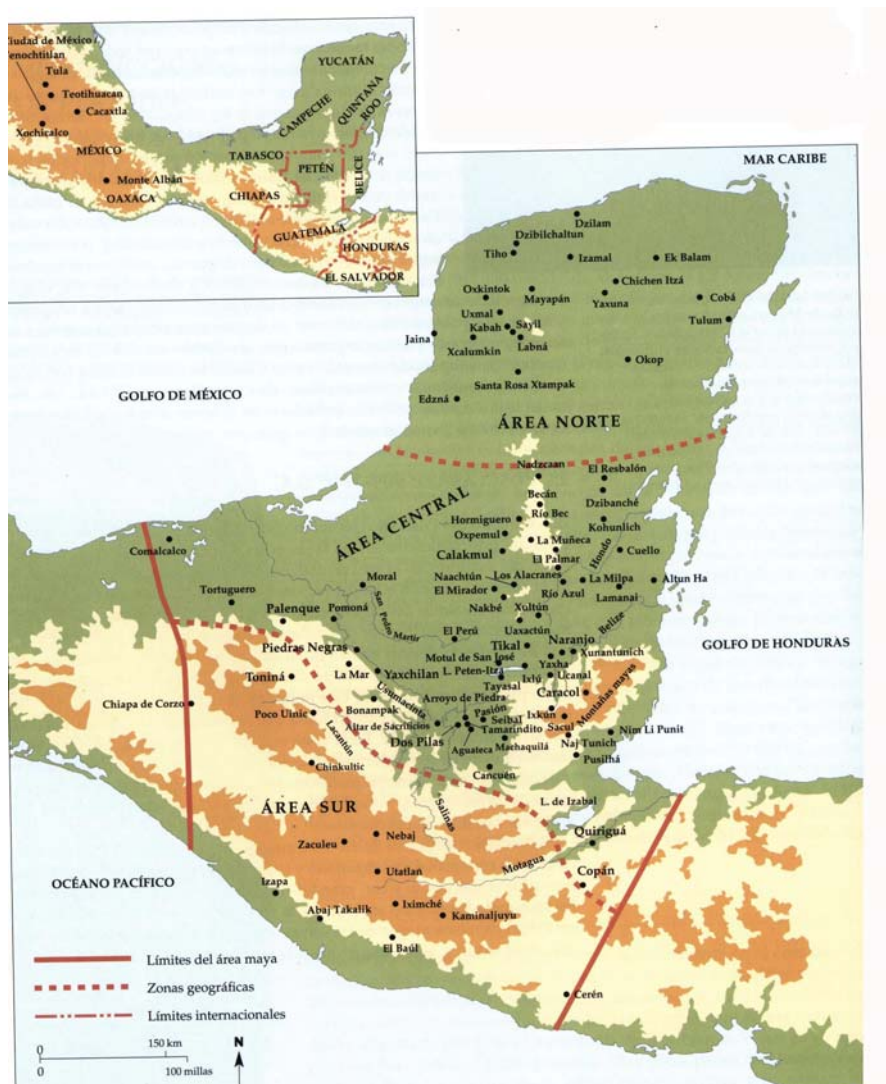 Ciudad de México /
Tenochtitlan
Tula
Teotihuacan
Cacaxtla
Xochicalco
MÉXICO
Monte Albán
OAXACA
YUCATÁN
QUINTANA
ROO
CAMPECHE
TABASCO
PETÉN
BELICE
CHIAPAS
GUATEMALA
HONDURAS
EL SALVADOR
MAR CARIBE
Dzilam
Dzibilchaltun
Tiho
Izamal
Ek Balam
Chichen Itzá
Oxkintok
Mayapán
Yaxuna
Cobá
Uxmal
Tulum
Kabah
Sayil
Jaina
Xcalumkin
Labná
Okop
Santa Rosa Xtampak
Edzná
GOLFO DE MÉXICO
ÁREA NORTE
Nadzcaan
El Resbalón
Becán
Dzibanché
ÁREA CENTRAL
Río Bec
Hormiguero
Kohunlich
Oxpemul
La Muñeca
Hondo
Comalcalco
Calakmul
Cuello
El Palmar
Moral
Naachtún
Los Alacranes
La Milpa
Altun Ha
Tortuguero
El Mirador
Río Azul
Lamanai
Nakbé
Xultún
Palenque
Pomoná
San Pedro Martir
Uaxactún
Belize
El Perú
Tikal
Naranjo
GOLFO DE HONDURAS
Piedras Negras
Motul de San José
Xunantunich
Yaxha
La Mar
Yaxchilan
L. Peten-Itzá
Ixlú
Ucanal
Toniná
Tayasal
Caracol
Usumacinta
Arroyo de Piedra
Montañas mayas
Chiapa de Corzo
Bonampak
Pasión
Poco Uinic
Altar de Sacrificios
Seibal
Ixkún
Lacantún
Tamarindito
Sacul
Nim Li Punit
Dos Pilas
Aguateca
Machaquilá
Naj Tunich
Pusilhá
Chinkultic
Cancuén
ÁREA SUR
Salinas
L. de Izabal
Nebaj
Quiriguá
Zaculeu
Motagua
Utatlan
Copán
OCÉANO PACÍFICO
Izapa
Iximché
Abaj Takalik
Kaminaljuyu
El Baúl
Límites del área maya
Zonas geográficas
Cerén
Límites internacionales
0
150 km
N
0
100 millas